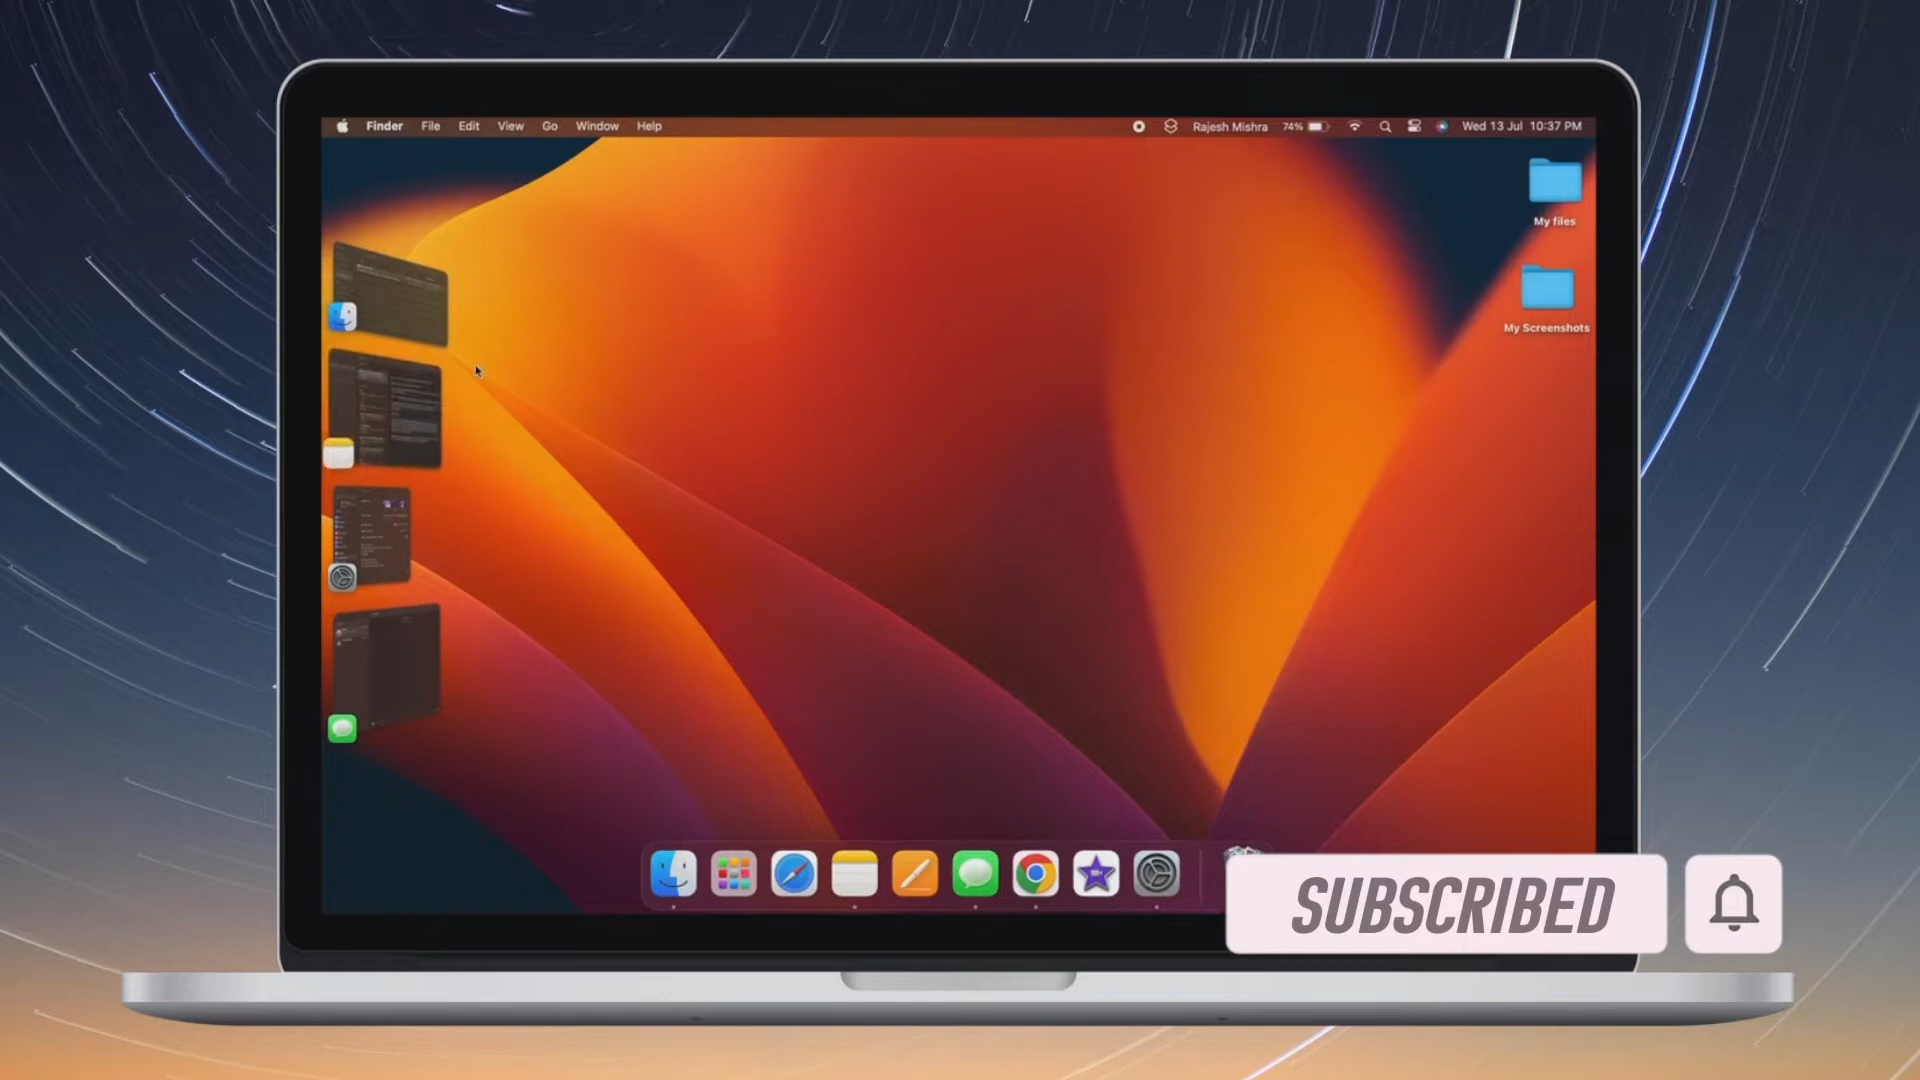 Finder File Edit View Go Window Help Rajesh Mishra 74% Wed 13 Jul 10:37 PM
My files
My Screenshots
SUBSCRIBED